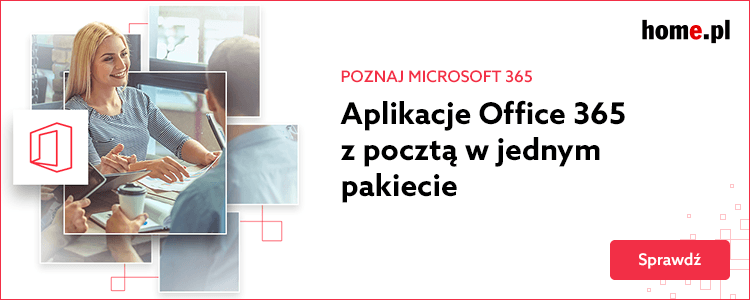 home.pl
POZNAJ MICROSOFT 365
Aplikacje Office 365
z pocztą w jednym
pakiecie
Sprawdź